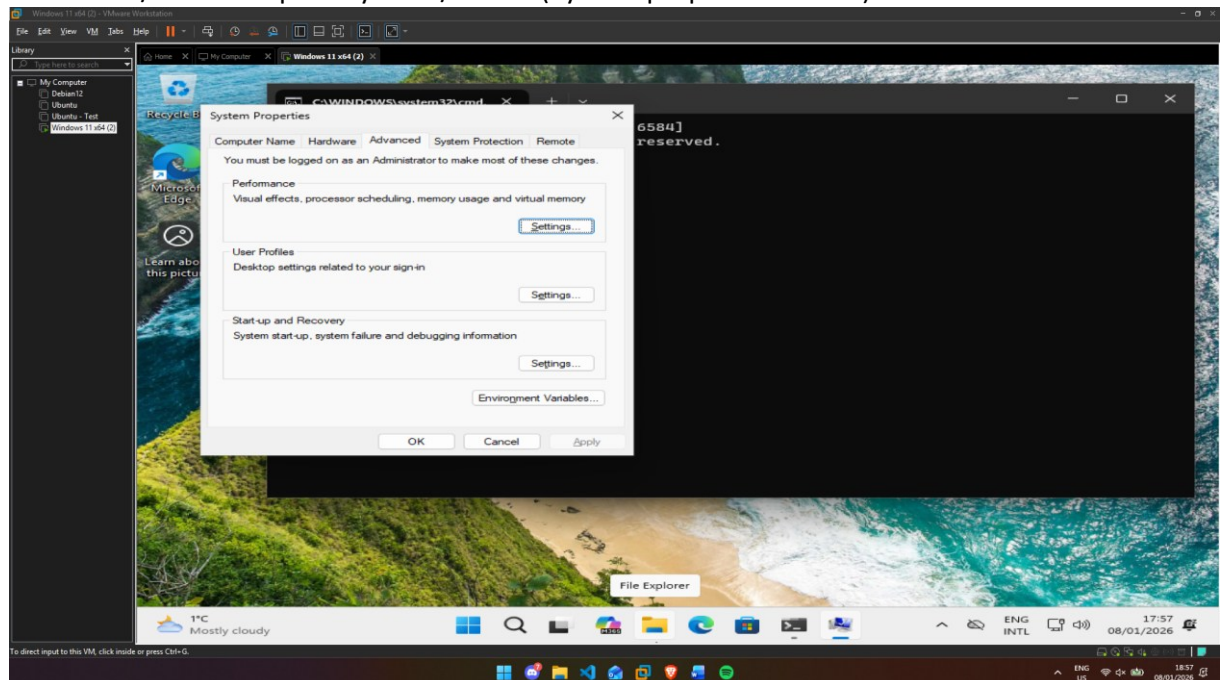 Windows 11 x64 (2) - VMware Workstation
File Edit View VM Tabs Help
Library
Type here to search
My Computer
Debian12
Ubuntu
Ubuntu - Test
Windows 11 x64 (2)
Home
My Computer
Windows 11 x64 (2)
Recycle B
Microsof
Edge
Learn abo
this pictu
C:\WINDOWS\system32\cmd.
6584]
reserved.
System Properties
Computer Name Hardware Advanced System Protection Remote
You must be logged on as an Administrator to make most of these changes.
Performance
Visual effects, processor scheduling, memory usage and virtual memory
Settings...
User Profiles
Desktop settings related to your sign-in
Settings...
Start-up and Recovery
System start-up, system failure and debugging information
Settings...
Environment Variables...
OK Cancel Apply
File Explorer
1°C
Mostly cloudy
M365
ENG
INTL
17:57
08/01/2026
To direct input to this VM, click inside or press Ctrl+G.
ENG
US
18:57
08/01/2026